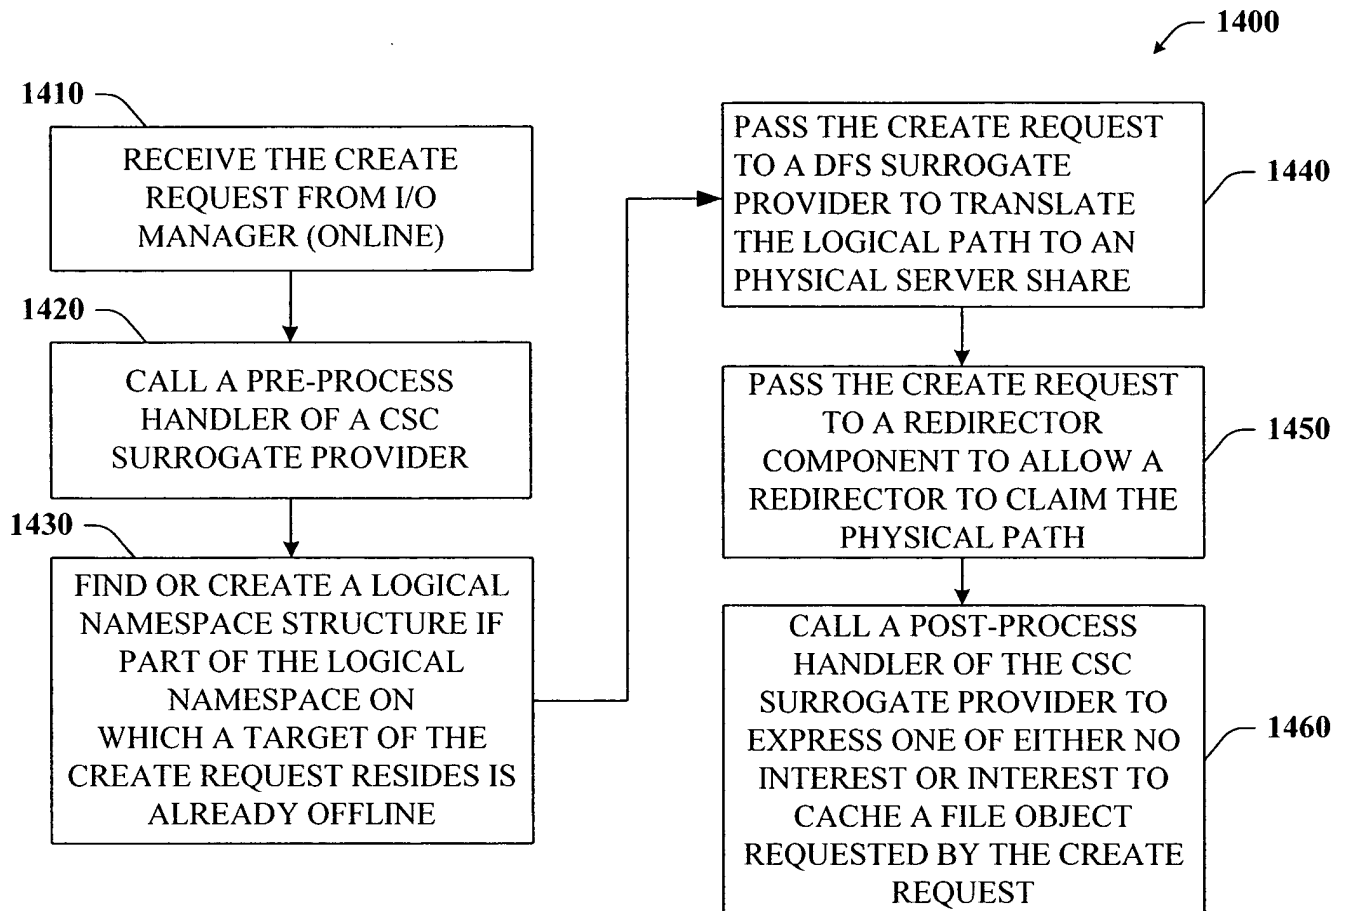 1400
1410
RECEIVE THE CREATE
REQUEST FROM I/O
MANAGER (ONLINE)
1420
CALL A PRE-PROCESS
HANDLER OF A CSC
SURROGATE PROVIDER
1430
FIND OR CREATE A LOGICAL
NAMESPACE STRUCTURE IF
PART OF THE LOGICAL
NAMESPACE ON
WHICH A TARGET OF THE
CREATE REQUEST RESIDES IS
ALREADY OFFLINE
PASS THE CREATE REQUEST
TO A DFS SURROGATE
PROVIDER TO TRANSLATE
THE LOGICAL PATH TO AN
PHYSICAL SERVER SHARE
1440
PASS THE CREATE REQUEST
TO A REDIRECTOR
COMPONENT TO ALLOW A
REDIRECTOR TO CLAIM THE
PHYSICAL PATH
1450
CALL A POST-PROCESS
HANDLER OF THE CSC
SURROGATE PROVIDER TO
EXPRESS ONE OF EITHER NO
INTEREST OR INTEREST TO
CACHE A FILE OBJECT
REQUESTED BY THE CREATE
REQUEST
1460